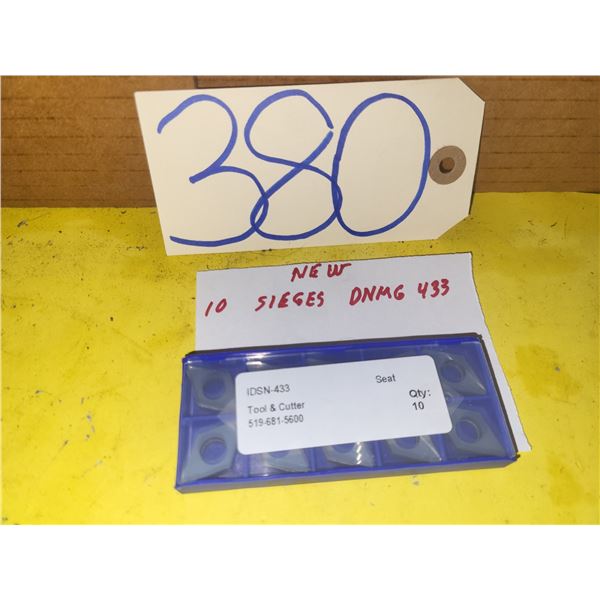 380
NEW
10 SIEGES DNMG 433
IDSN-433 Seat
Tool & Cutter Qty:
519-681-5600 10